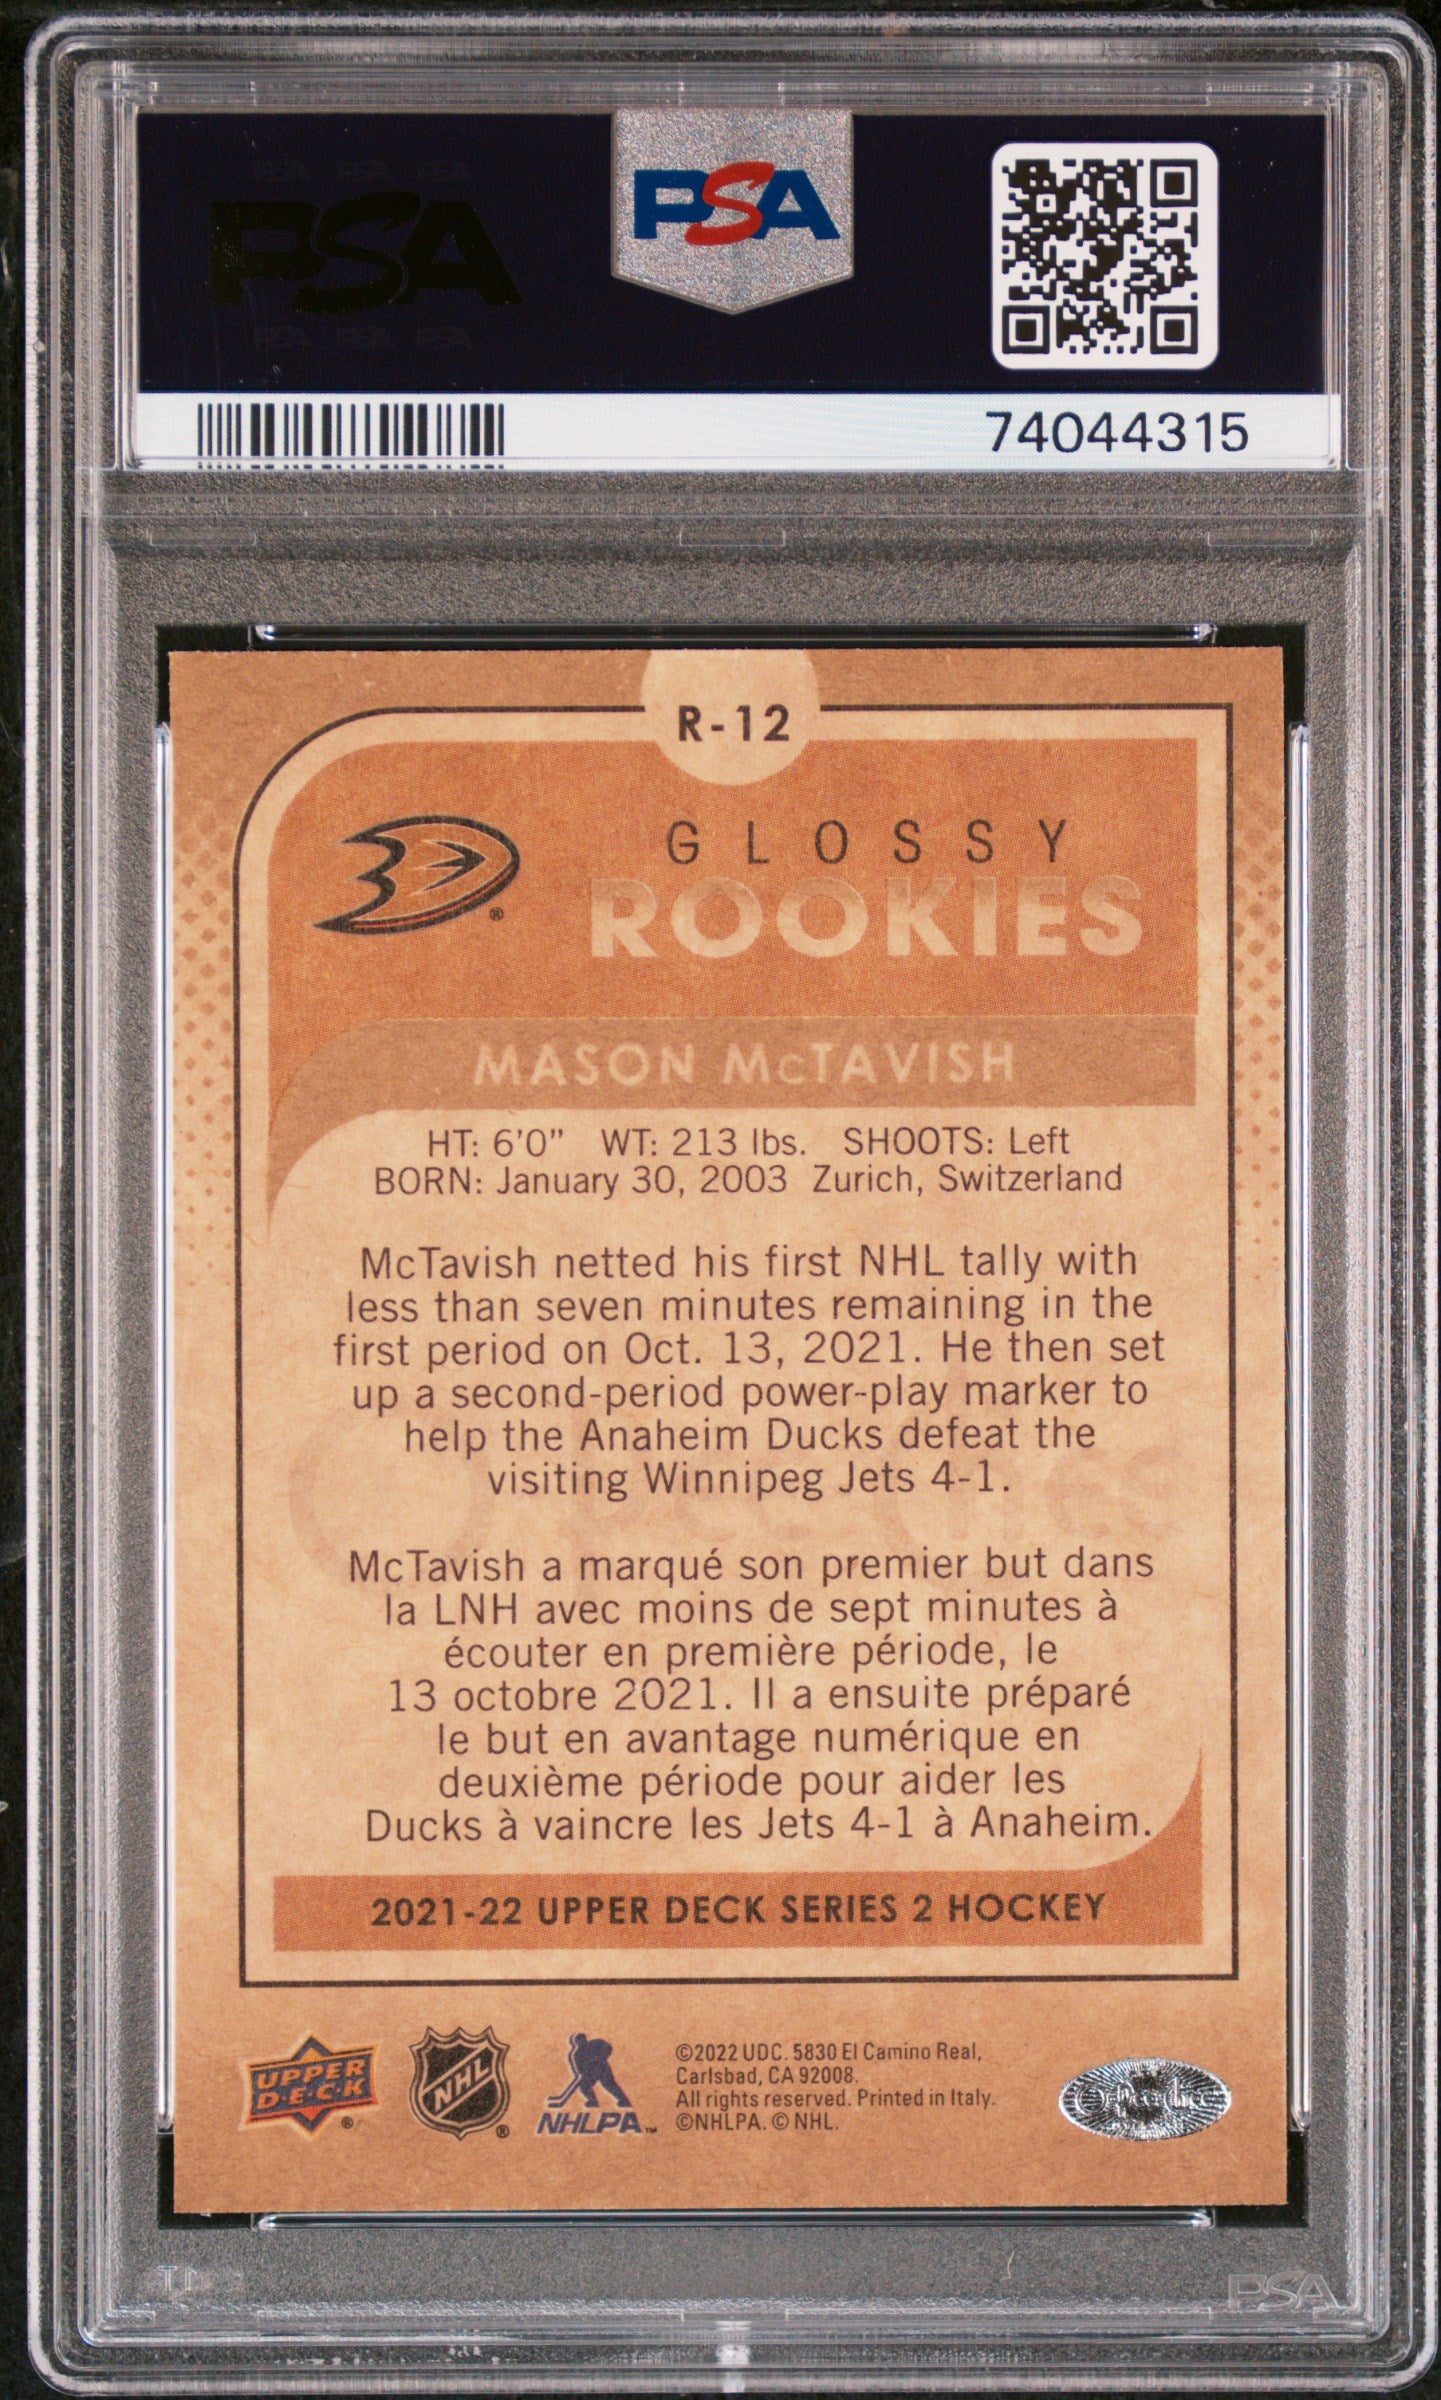 PSA
PSA
74044315
R-12
GLOSSY
ROOKIES
MASON McTAVISH
HT: 6'0" WT: 213 lbs. SHOOTS: Left
BORN: January 30, 2003 Zurich, Switzerland
McTavish netted his first NHL tally with
less than seven minutes remaining in the
first period on Oct. 13, 2021. He then set
up a second-period power-play marker to
help the Anaheim Ducks defeat the
visiting Winnipeg Jets 4-1.
McTavish a marqué son premier but dans
la LNH avec moins de sept minutes à
écouter en première période, le
13 octobre 2021. Il a ensuite préparé
le but en avantage numérique en
deuxième période pour aider les
Ducks à vaincre les Jets 4-1 à Anaheim.
2021-22 UPPER DECK SERIES 2 HOCKEY
UPPER
DECK
®
NHL
®
NHLPA™
©2022 UDC. 5830 El Camino Real,
Carlsbad, CA 92008.
All rights reserved. Printed in Italy.
©NHLPA. © NHL.
PSA